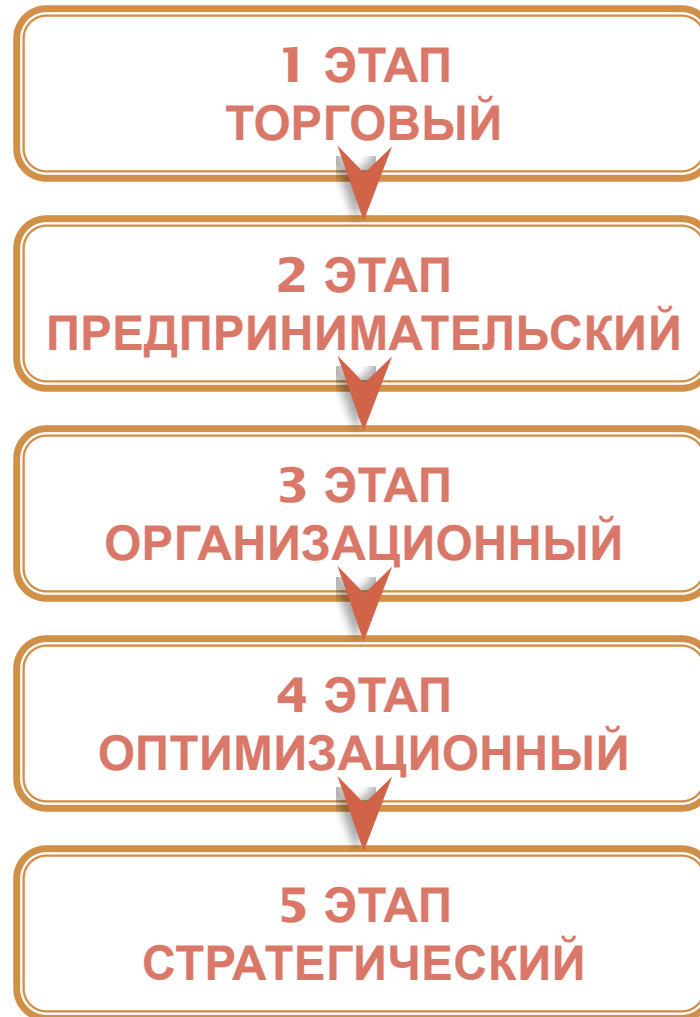 1 ЭТАП
ТОРГОВЫЙ
2 ЭТАП
ПРЕДПРИНИМАТЕЛЬСКИЙ
3 ЭТАП
ОРГАНИЗАЦИОННЫЙ
4 ЭТАП
ОПТИМИЗАЦИОННЫЙ
5 ЭТАП
СТРАТЕГИЧЕСКИЙ